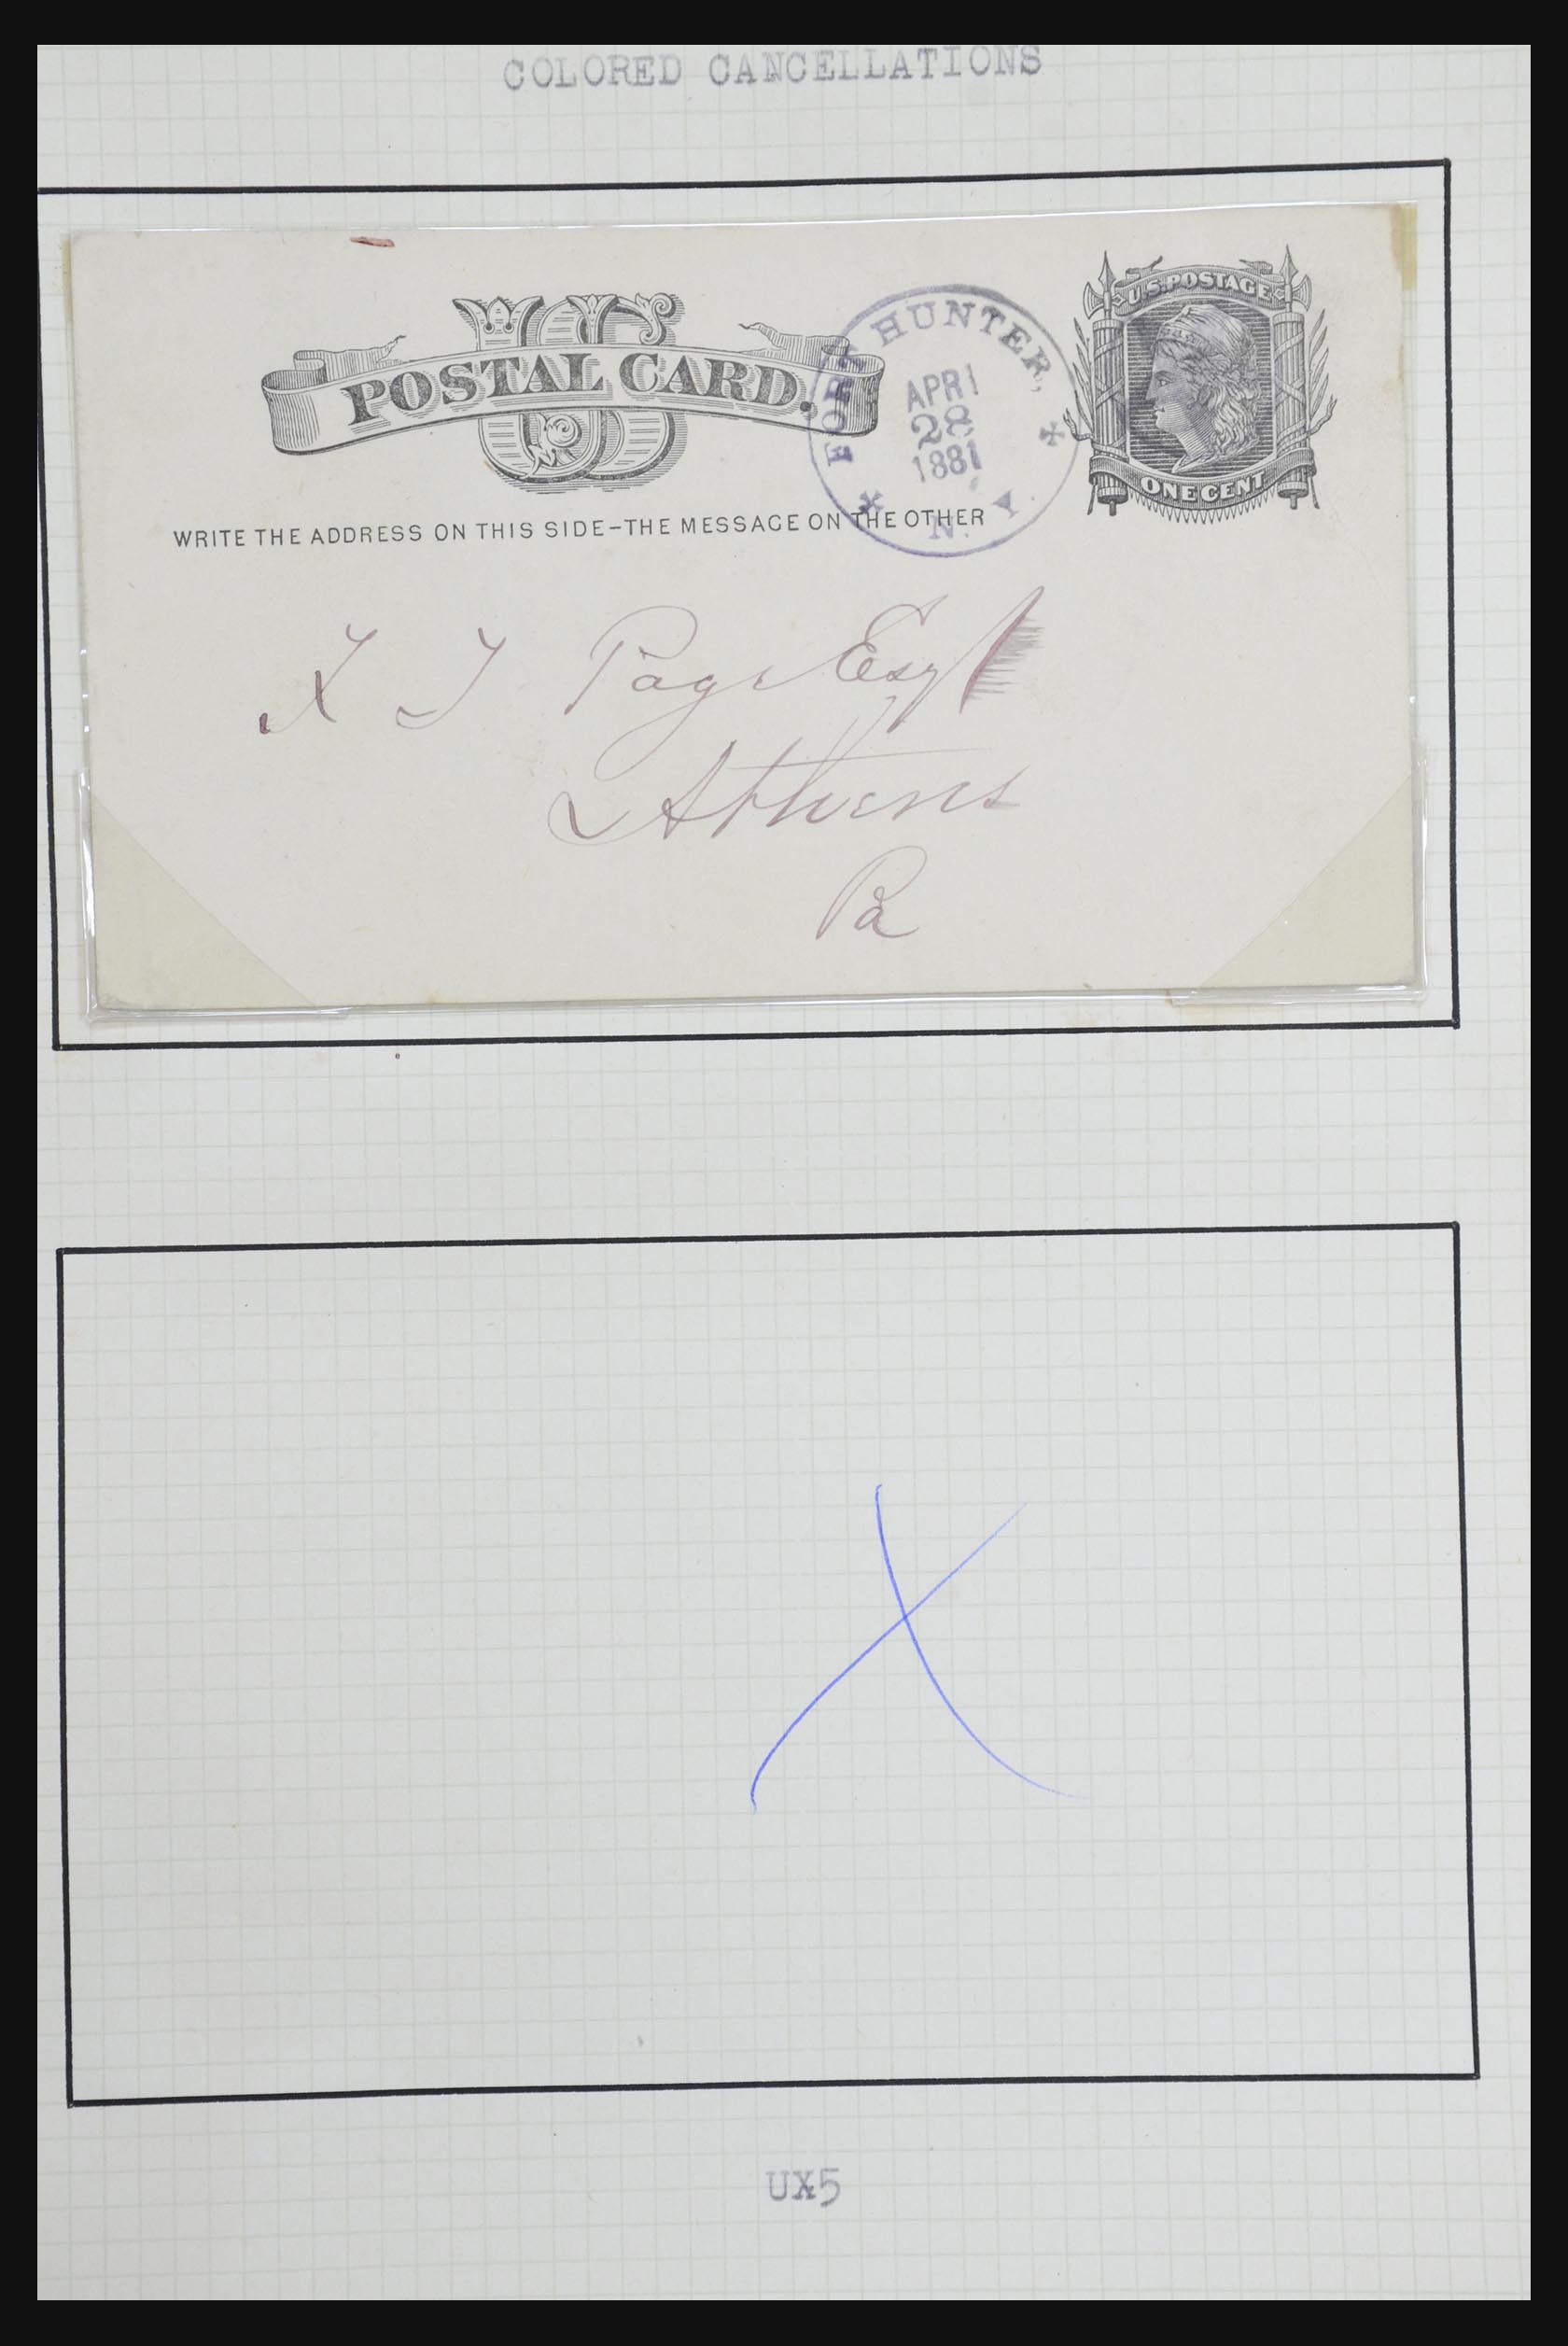 COLORED CANCELLATIONS
US
POSTAL CARD.
FORT HUNTER,
APR I
28
1881
N. Y.
U.S. POSTAGE
ONE CENT
WRITE THE ADDRESS ON THIS SIDE–THE MESSAGE ON THE OTHER
Page Esq
Athens
Pa
X
UX5